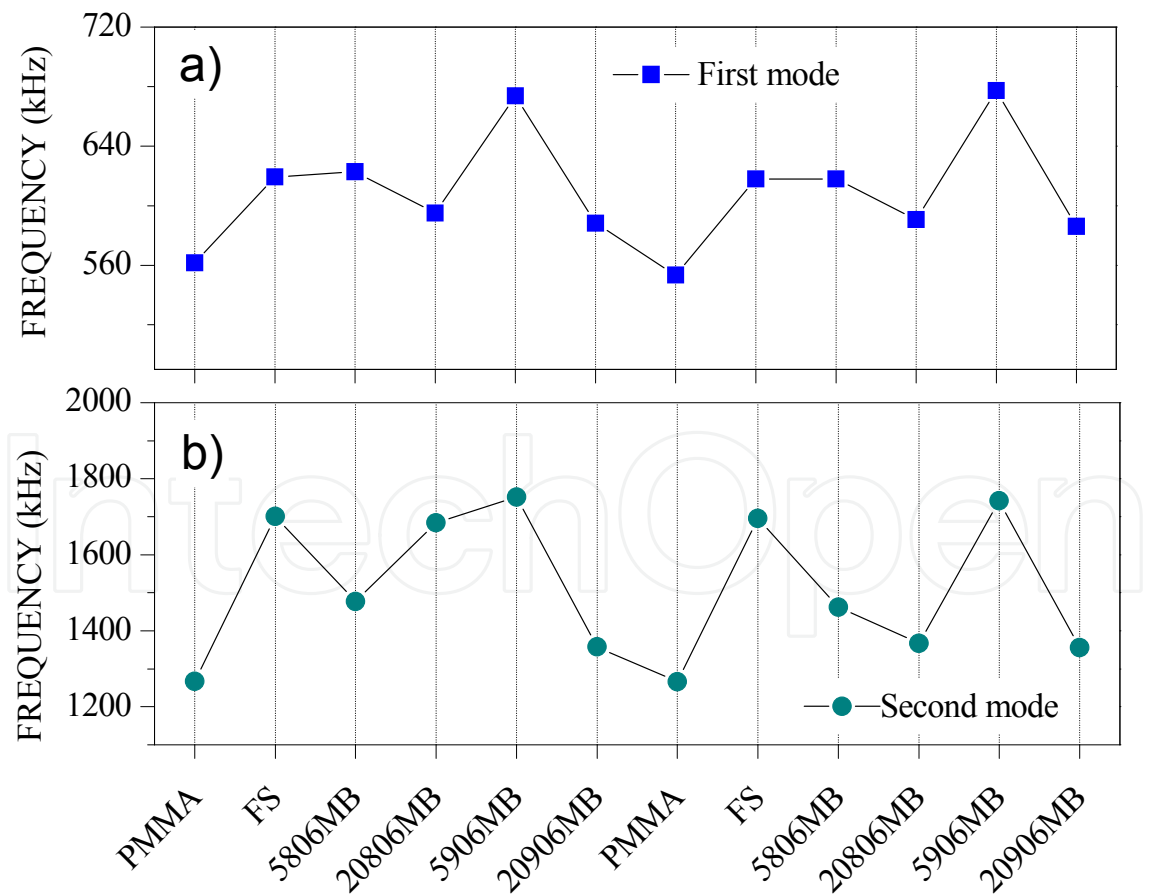 720
640
560
FREQUENCY (kHz)
a)
First mode
2000
1800
1600
1400
1200
FREQUENCY (kHz)
b)
Second mode
IntechOpen
PMMA
FS
5806MB
20806MB
5906MB
20906MB
PMMA
FS
5806MB
20806MB
5906MB
20906MB